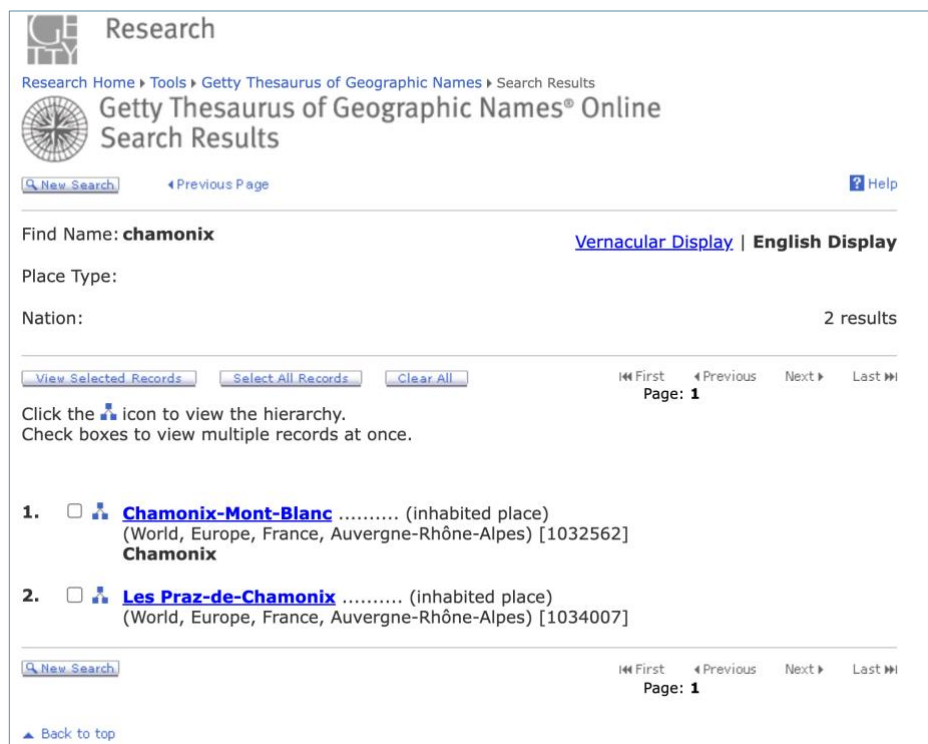 GETTY
Research
Research Home Tools Getty Thesaurus of Geographic Names Search Results
Getty Thesaurus of Geographic Names® Online
Search Results
New Search Previous Page ? Help
Find Name: chamonix Vernacular Display | English Display
Place Type:
Nation: 2 results
View Selected Records Select All Records Clear All First Previous Next Last
Page: 1
Click the icon to view the hierarchy.
Check boxes to view multiple records at once.
1. Chamonix-Mont-Blanc .......... (inhabited place)
(World, Europe, France, Auvergne-Rhône-Alpes) [1032562]
Chamonix
2. Les Praz-de-Chamonix .......... (inhabited place)
(World, Europe, France, Auvergne-Rhône-Alpes) [1034007]
New Search First Previous Next Last
Page: 1
Back to top